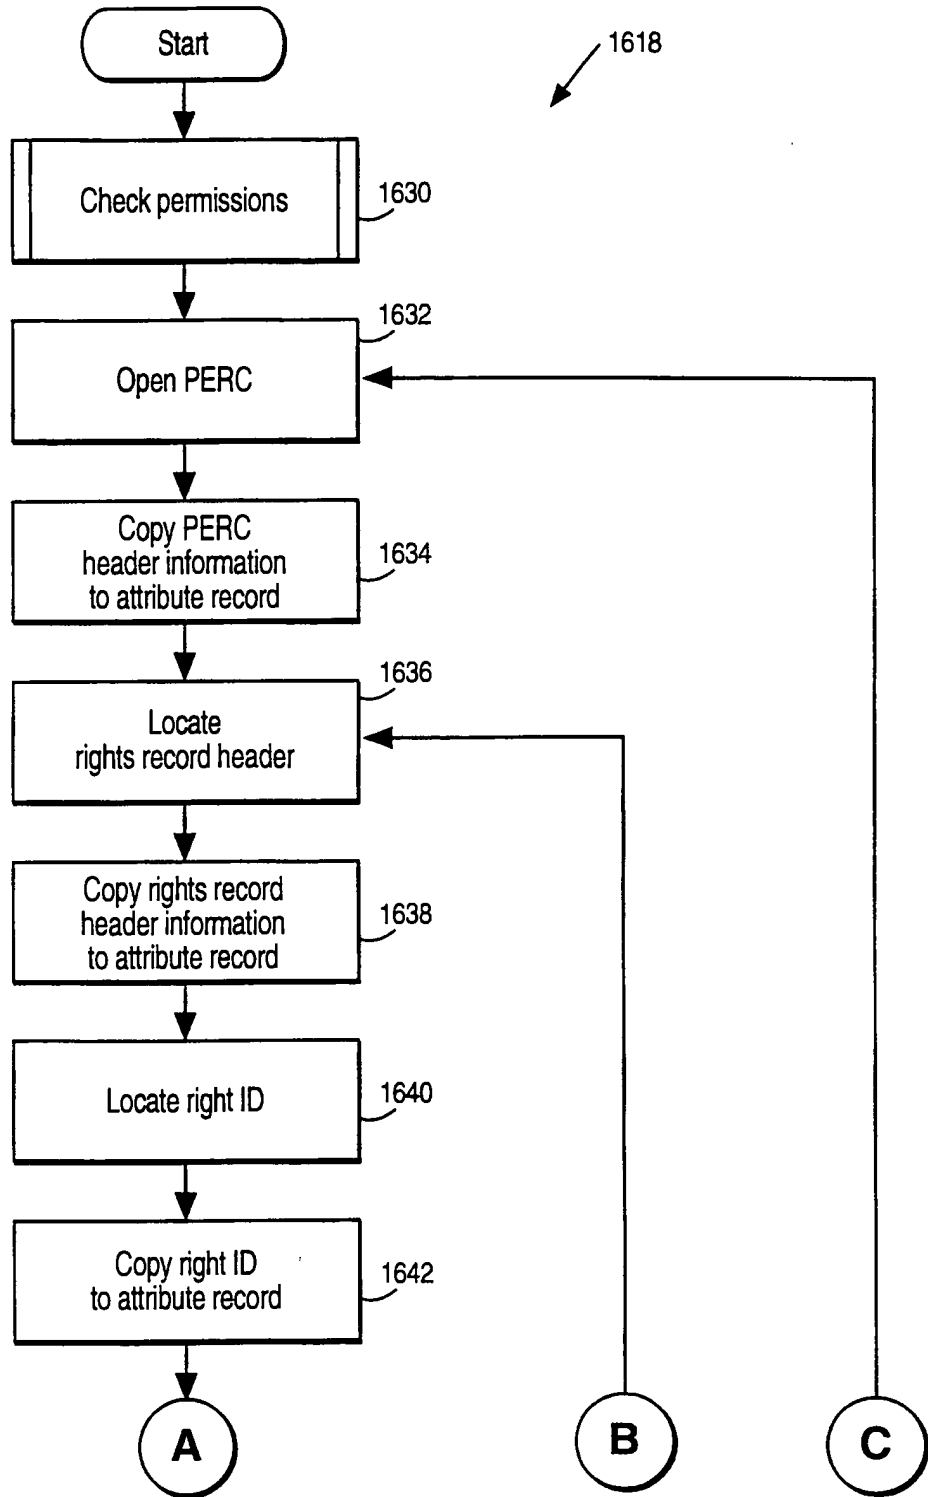 Start
1618
Check permissions
1630
1632
Open PERC
Copy PERC
header information
to attribute record
1634
1636
Locate
rights record header
Copy rights record
header information
to attribute record
1638
Locate right ID
1640
Copy right ID
to attribute record
1642
A
B
C